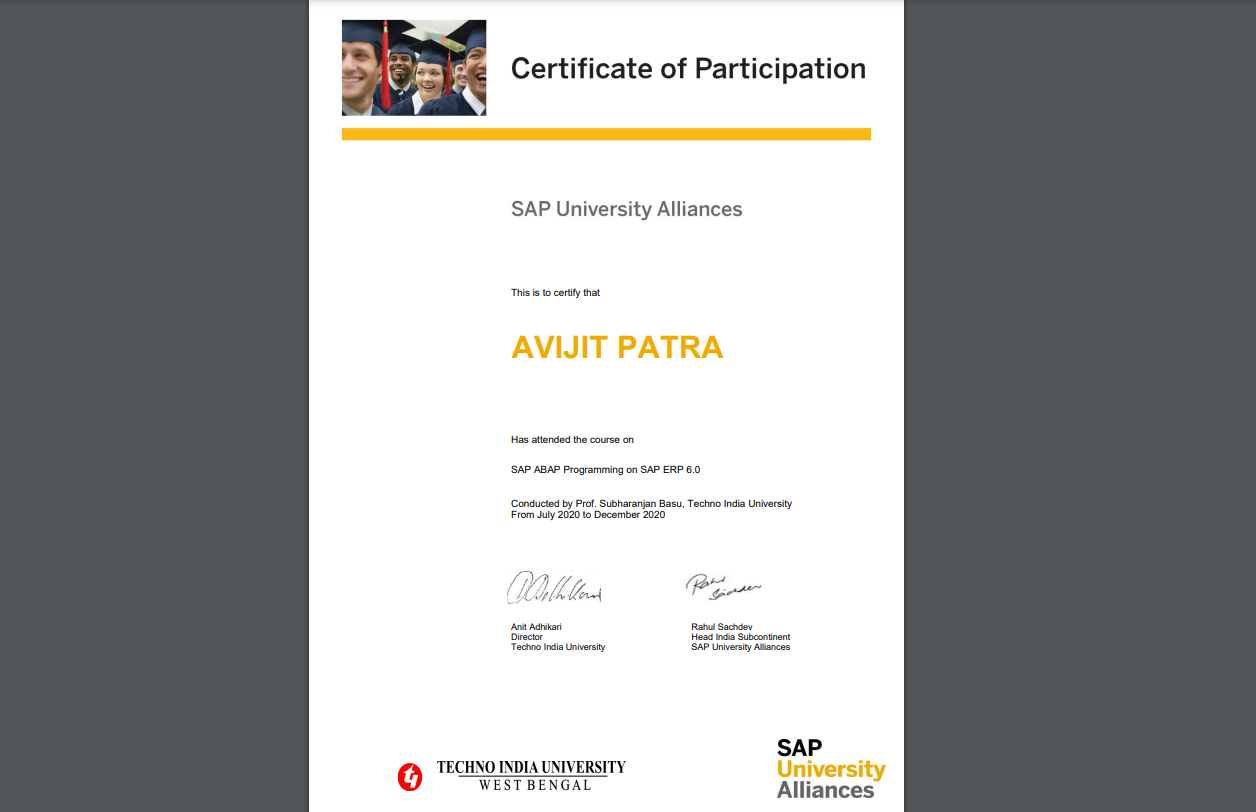 Certificate of Participation
SAP University Alliances
This is to certify that
AVIJIT PATRA
Has attended the course on
SAP ABAP Programming on SAP ERP 6.0
Conducted by Prof. Subharanjan Basu, Techno India University
From July 2020 to December 2020
Rahul Sachdev
Anit Adhikari
Director
Techno India University
Rahul Sachdev
Head India Subcontinent
SAP University Alliances
TECHNO INDIA UNIVERSITY
WEST BENGAL
SAP
University
Alliances